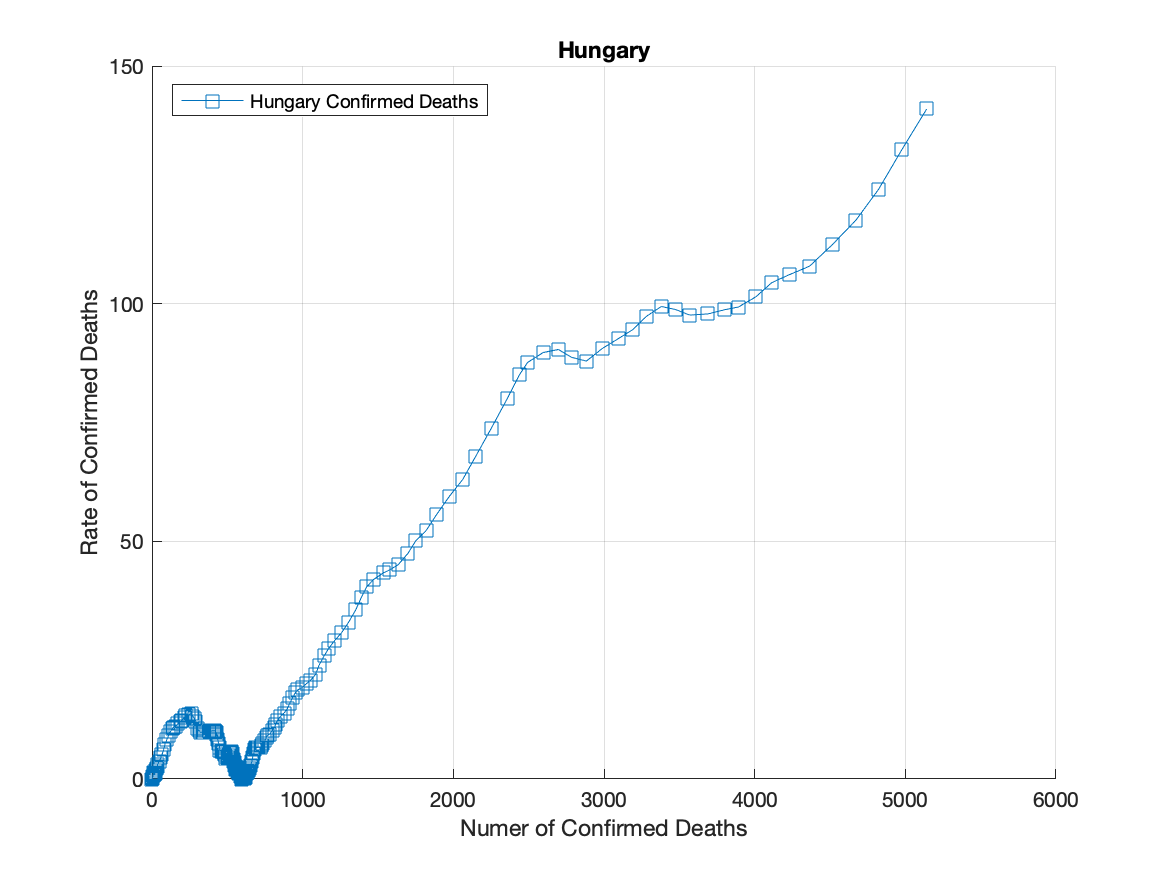 Hungary
150
Hungary Confirmed Deaths
100
Rate of Confirmed Deaths
50
0
0 1000 2000 3000 4000 5000 6000
Numer of Confirmed Deaths